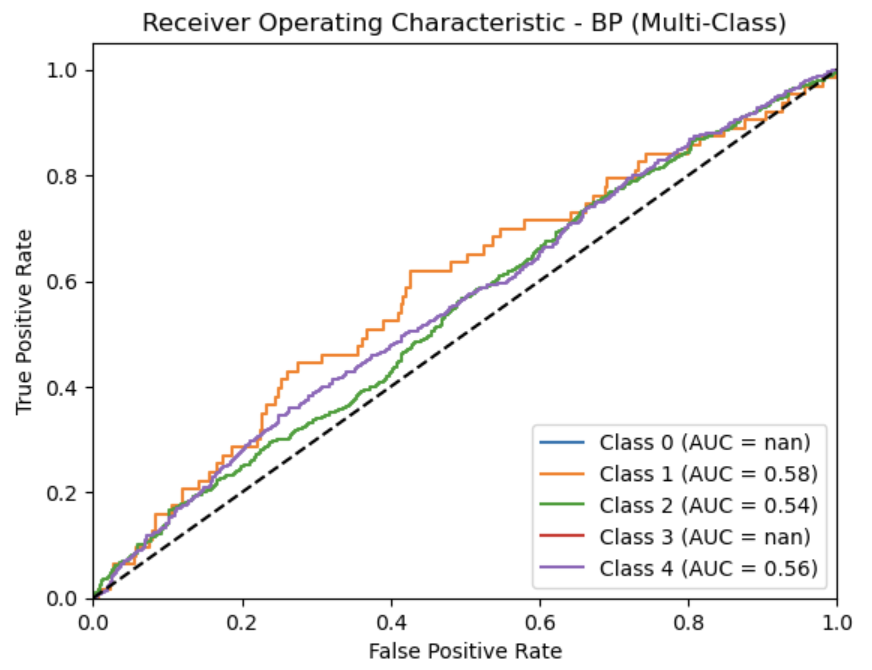 Receiver Operating Characteristic - BP (Multi-Class)
1.0
0.8
0.6
0.4
0.2
0.0
True Positive Rate
Class 0 (AUC = nan)
Class 1 (AUC = 0.58)
Class 2 (AUC = 0.54)
Class 3 (AUC = nan)
Class 4 (AUC = 0.56)
0.0 0.2 0.4 0.6 0.8 1.0
False Positive Rate